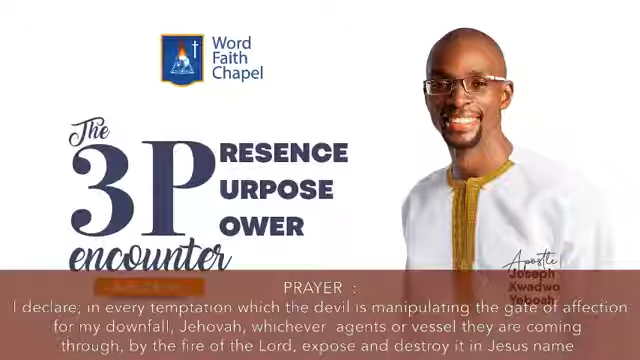 Word
Faith
Chapel
The
3P RESENCE
URPOSE
OWER
encounter
Apostle
Joseph
Kwadwo
Yeboah
PRAYER :
I declare; in every temptation which the devil is manipulating the gate of affection
for my downfall, Jehovah, whichever agents or vessel they are coming
through, by the fire of the Lord, expose and destroy it in Jesus name